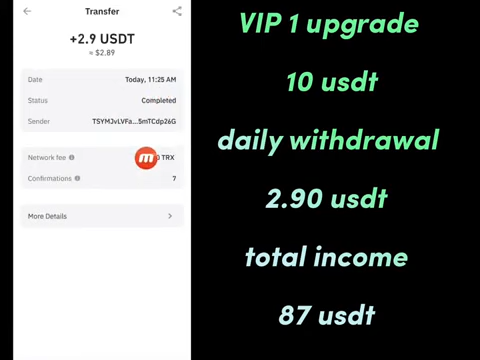 Transfer
+2.9 USDT
≈ $2.89
Date Today, 11:25 AM
Status Completed
Sender TSYMJvLVFa...5mTCdp26G
Network fee TRX
Confirmations 7
More Details
VIP 1 upgrade
10 usdt
daily withdrawal
2.90 usdt
total income
87 usdt